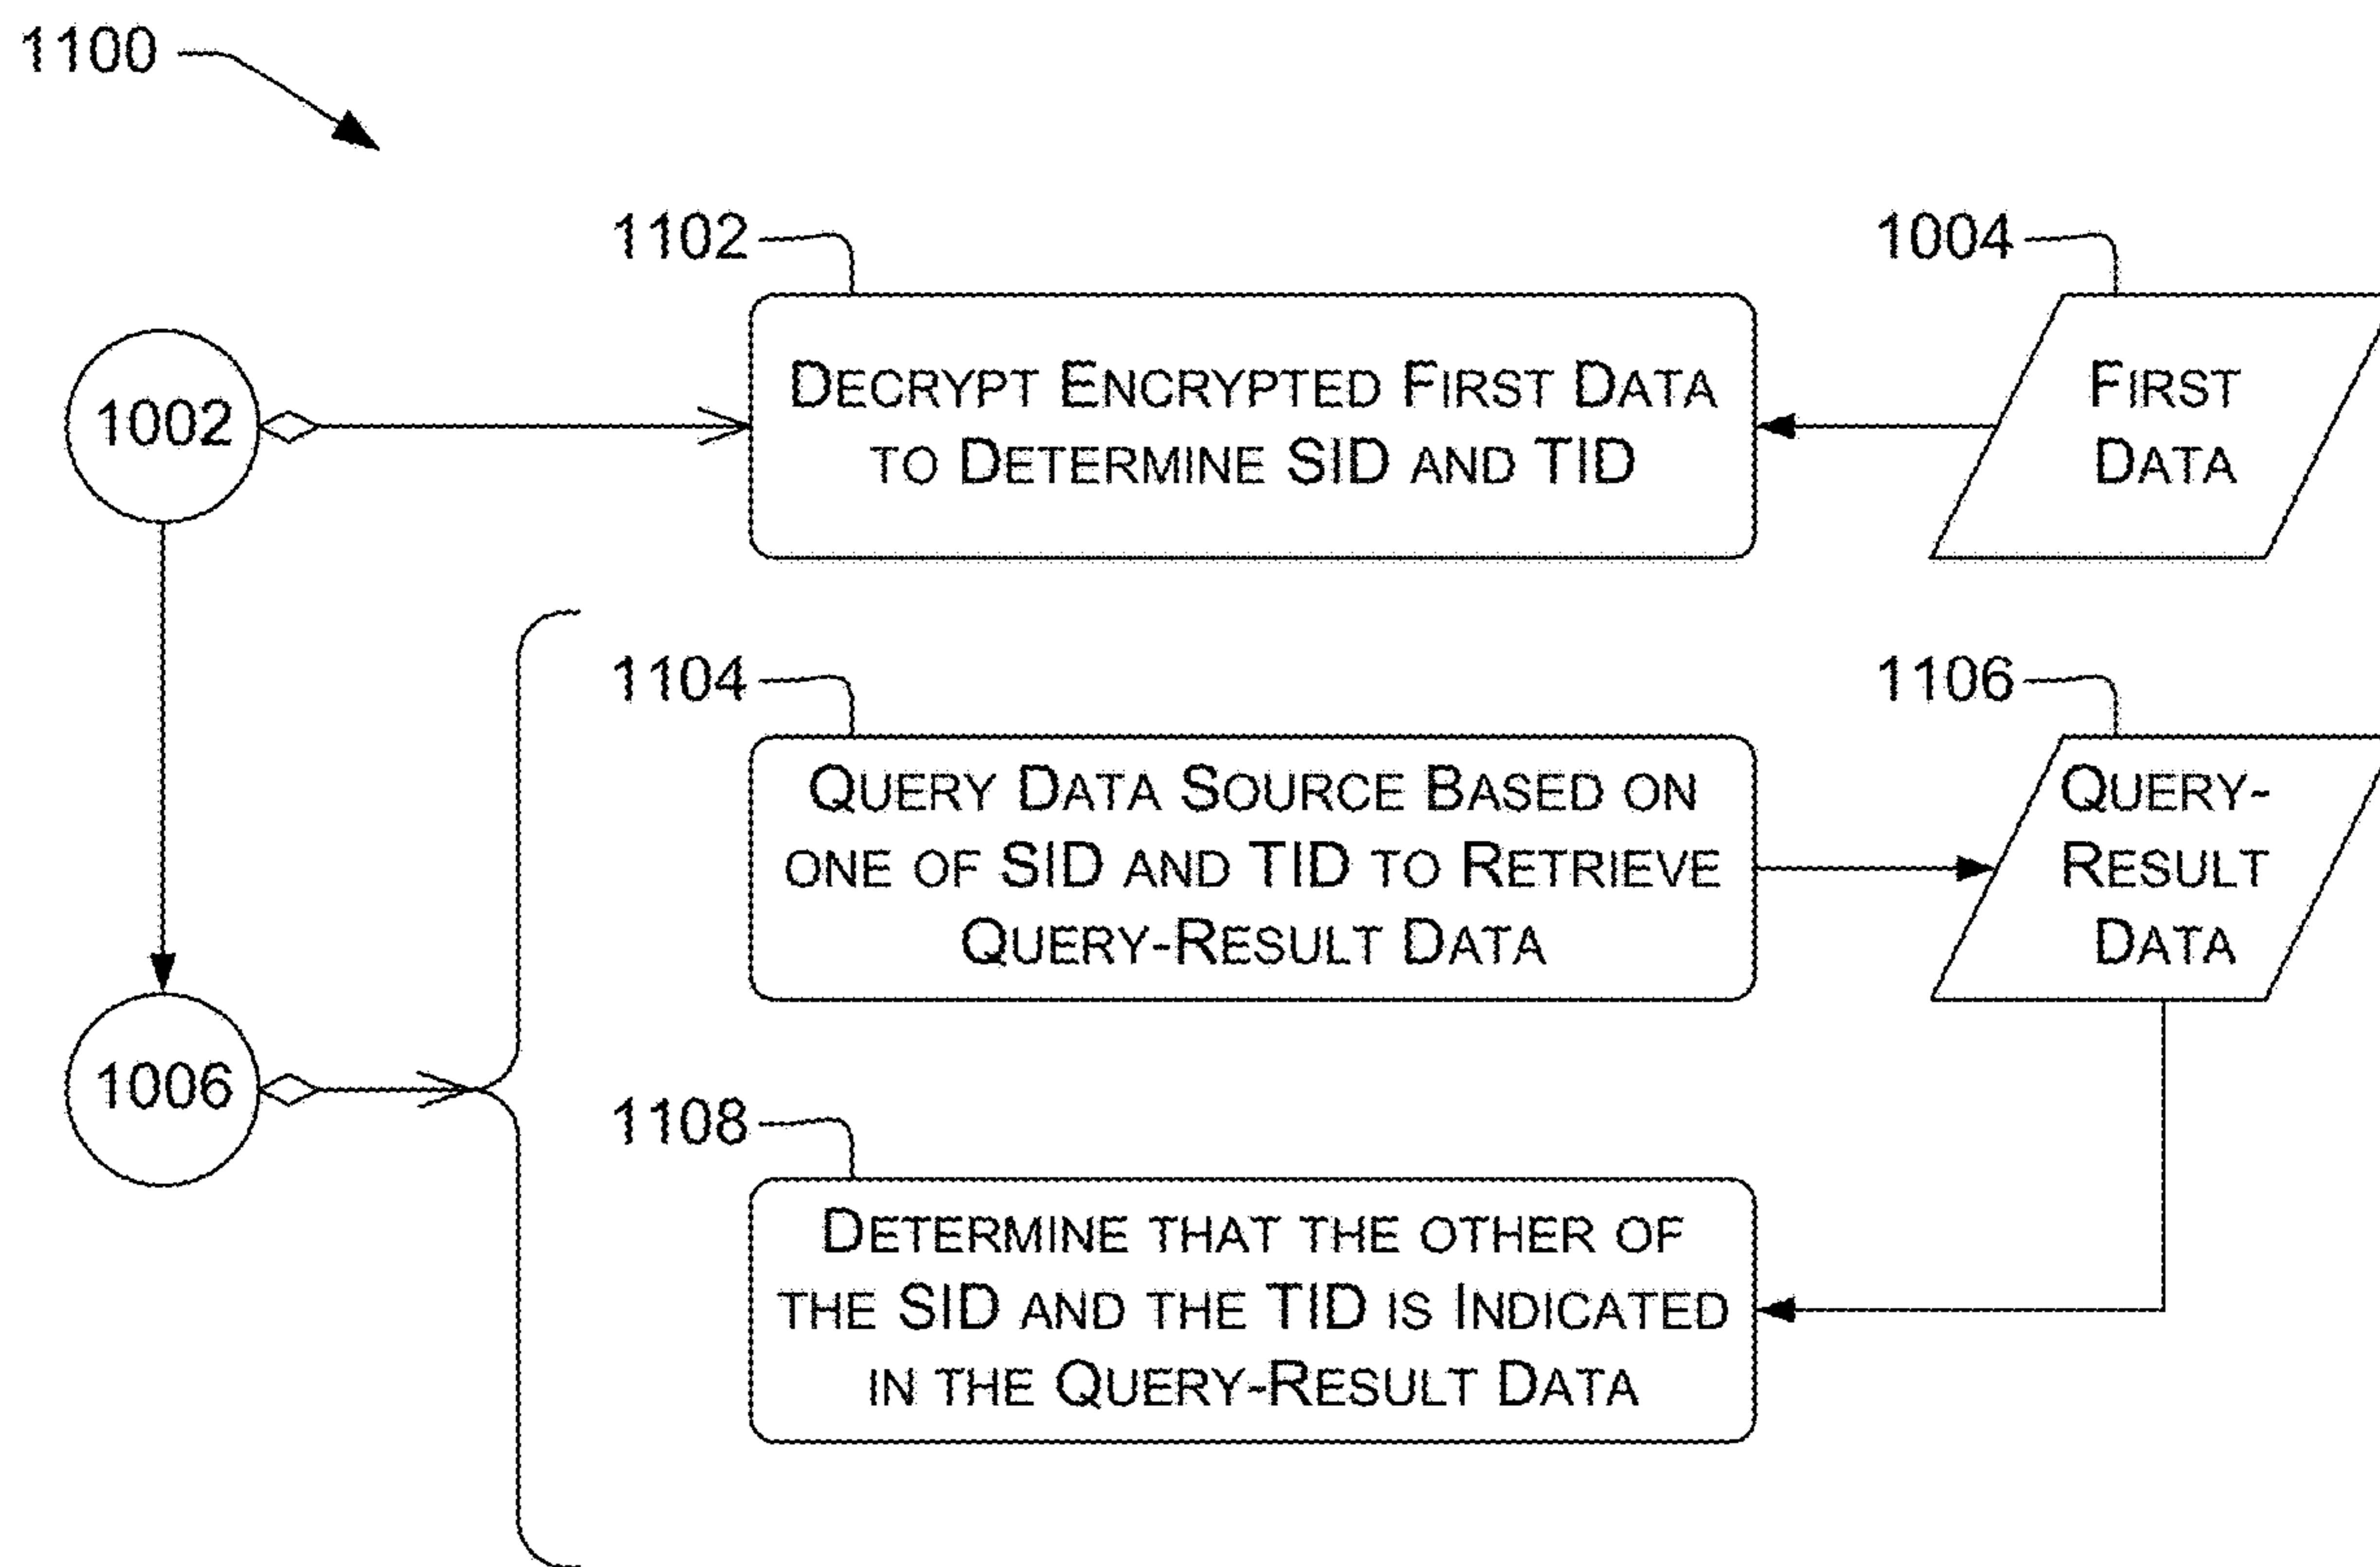 1100
1102
1004
1002
DECRYPT ENCRYPTED FIRST DATA
TO DETERMINE SID AND TID
FIRST
DATA
1104
1106
QUERY DATA SOURCE BASED ON
ONE OF SID AND TID TO RETRIEVE
QUERY-RESULT DATA
QUERY-
RESULT
DATA
1006
1108
DETERMINE THAT THE OTHER OF
THE SID AND THE TID IS INDICATED
IN THE QUERY-RESULT DATA